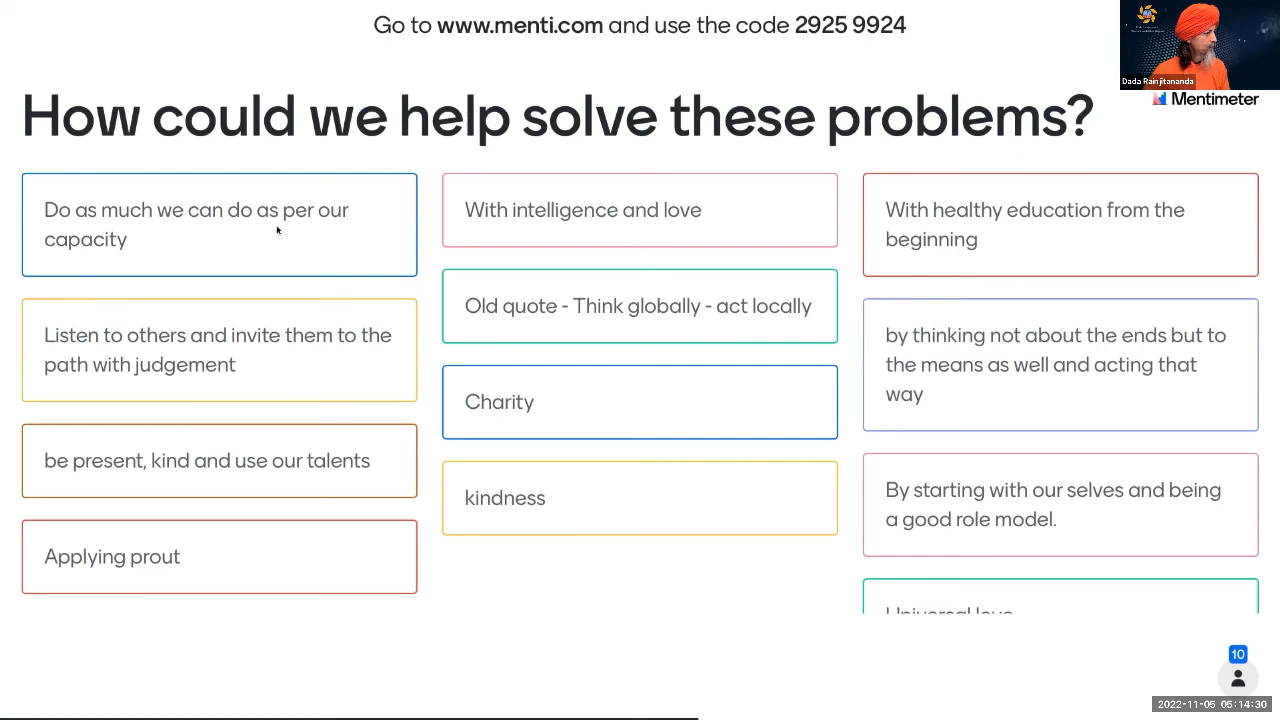 Go to www.menti.com and use the code 2925 9924
Dada Rainjitananda
Mentimeter
How could we help solve these problems?
Do as much we can do as per our
capacity
Listen to others and invite them to the
path with judgement
be present, kind and use our talents
Applying prout
With intelligence and love
Old quote - Think globally - act locally
Charity
kindness
With healthy education from the
beginning
by thinking not about the ends but to
the means as well and acting that
way
By starting with our selves and being
a good role model.
Universal love
10
2022-11-05 05:14:30